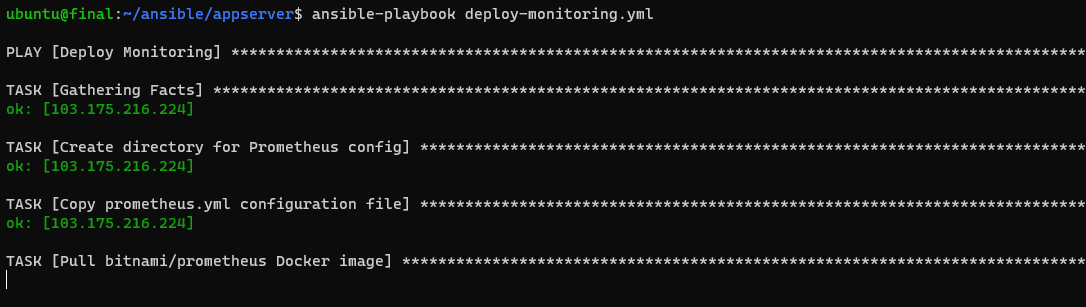 ubuntu@final:~/ansible/appserver$ ansible-playbook deploy-monitoring.yml
PLAY [Deploy Monitoring] ***********************************************************************************************
TASK [Gathering Facts] *************************************************************************************************
ok: [103.175.216.224]
TASK [Create directory for Prometheus config] **************************************************************************
ok: [103.175.216.224]
TASK [Copy prometheus.yml configuration file] **************************************************************************
ok: [103.175.216.224]
TASK [Pull bitnami/prometheus Docker image] ****************************************************************************